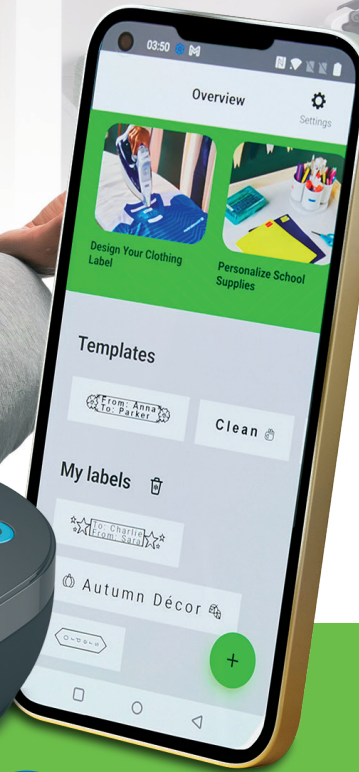 03:50
Overview
Settings
Design Your Clothing
Label
Personalize School
Supplies
Templates
From: Anna
To: Parker
Clean
My labels
To: Charlie
From: Sara
Autumn Décor